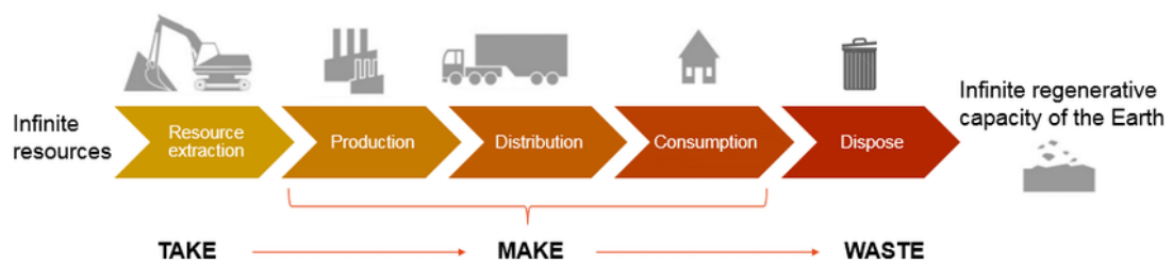 Infinite
resources
Resource
extraction
Production
Distribution
Consumption
Dispose
Infinite regenerative
capacity of the Earth
TAKE
MAKE
WASTE